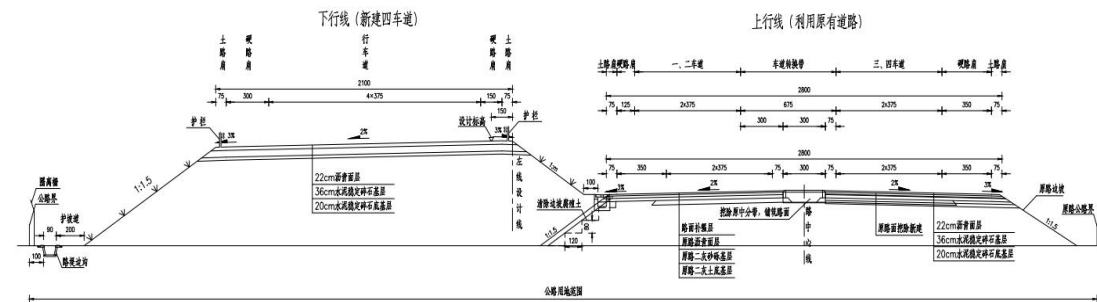 下行线（新建四车道）
上行线（利用原有道路）
土路肩
硬路肩
行车道
硬路肩
土路肩
土路肩
硬路肩
一、二车道
车道转换带
三、四车道
硬路肩
土路肩
2100
2800
75
300
4×375
150
75
75
125
2×375
675
2×375
350
75
150
300
300
75
护栏
设计标高
护栏
3%
2%
3%
2800
75
350
2x375
75
300
75
2x375
350
75
1:1.5
22cm沥青面层
36cm水泥稳定碎石基层
20cm水泥稳定碎石底基层
左线设计线
1:m
100
3%
2%
2%
3%
原路边坡
隔离栅
公路界
护坡道
清除边坡腐殖土
挖除原中分带，铺筑路面
路中心线
1:1.5
原路公路界
90
200
1:1.5
80
120
路面补强层
原路沥青面层
原路二灰砂砾基层
原路二灰土底基层
原路面挖除新建
22cm沥青面层
36cm水泥稳定碎石基层
20cm水泥稳定碎石底基层
100
路堤边沟
公路用地范围